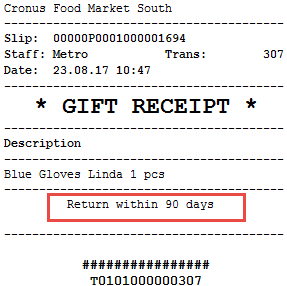 Cronus Food Market South
Slip: 00000P0001000001694
Staff: Metro Trans: 307
Date: 23.08.17 10:47
* GIFT RECEIPT *
Description
Blue Gloves Linda 1 pcs
Return within 90 days
################
T0101000000307